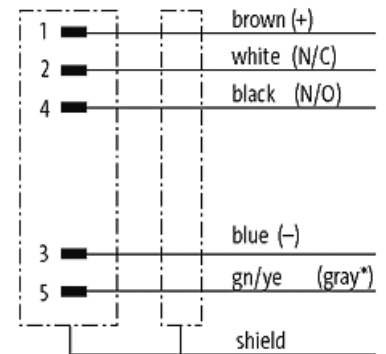 1 brown (+)
2 white (N/C)
4 black (N/O)
3 blue (–)
5 gn/ye (gray*)
shield